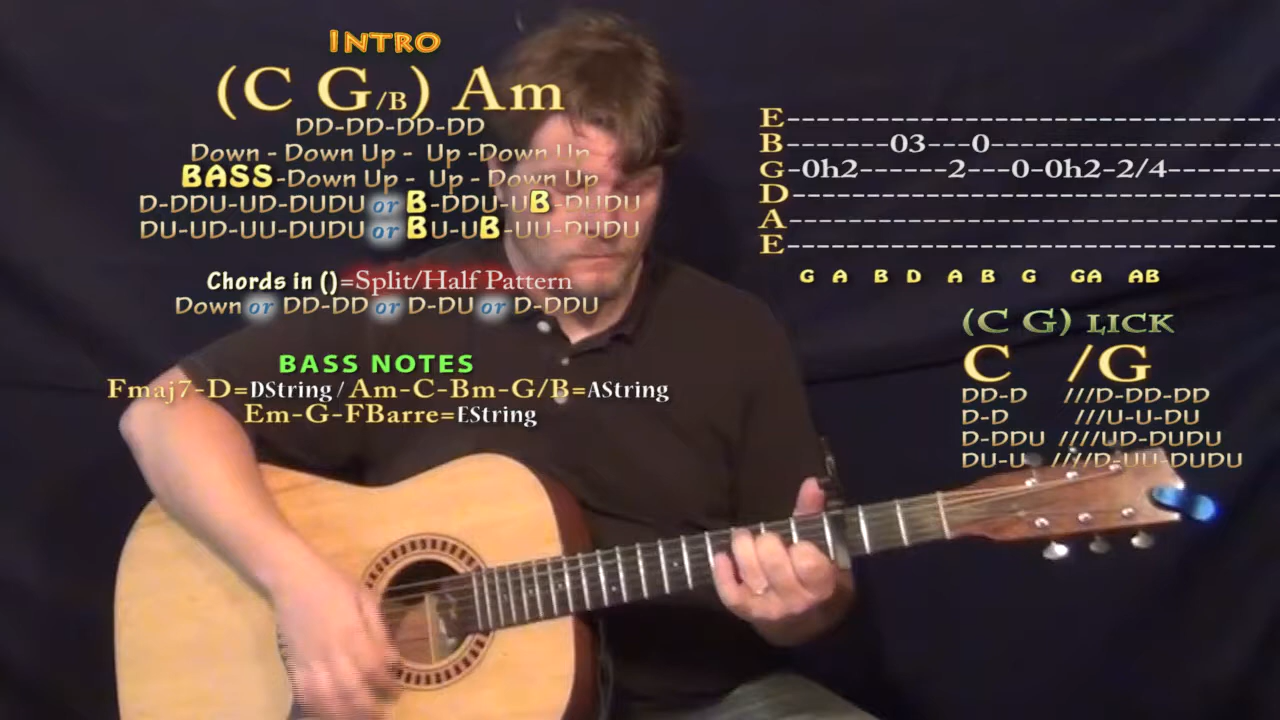 Intro
(C G/B) Am
DD-DD-DD-DD
Down - Down Up - Up -Down Up
BASS-Down Up - Up - Down Up
D-DDU-UD-DUDU or B-DDU-UB-DUDU
DU-UD-UU-DUDU or BU-UB-UU-DUDU
Chords in ()=Split/Half Pattern
Down or DD-DD or D-DU or D-DDU
BASS NOTES
Fmaj7-D=DString / Am-C-Bm-G/B=AString
Em-G-FBarre=EString
E-----------------------------------------
B---------03---0--------------------------
G-0h2-------2---0-0h2-2/4---------
D-----------------------------------------
A-----------------------------------------
E-----------------------------------------
G A B D A B G GA AB
(C G) LICK
C /G
DD-D ///D-DD-DD
D-D ///U-U-DU
D-DDU ////UD-DUDU
DU-U ////D-UU-DUDU